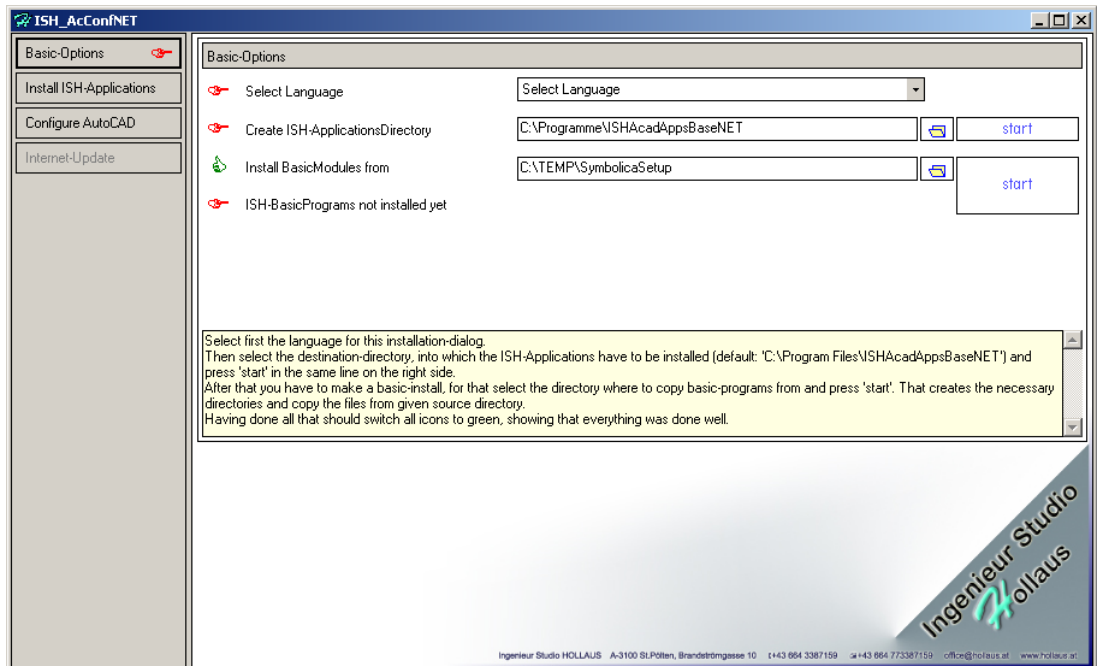 ISH_AcConfNET
Basic-Options
Install ISH-Applications
Configure AutoCAD
Internet-Update
Basic-Options
Select Language
Select Language
Create ISH-ApplicationsDirectory
C:\Programme\ISHAcadAppsBaseNET
start
Install BasicModules from
C:\TEMP\SymbolicaSetup
start
ISH-BasicPrograms not installed yet
Select first the language for this installation-dialog.
Then select the destination-directory, into which the ISH-Applications have to be installed (default: 'C:\Program Files\ISHAcadAppsBaseNET') and
press 'start' in the same line on the right side.
After that you have to make a basic-install, for that select the directory where to copy basic-programs from and press 'start'. That creates the necessary
directories and copy the files from given source directory.
Having done all that should switch all icons to green, showing that everything was done well.
Ingenieur Studio
Hollaus
Ingenieur Studio HOLLAUS A-3100 St.Pölten, Brandströmgasse 10 +43 664 3387159 +43 664 773387159 office@hollaus.at www.hollaus.at